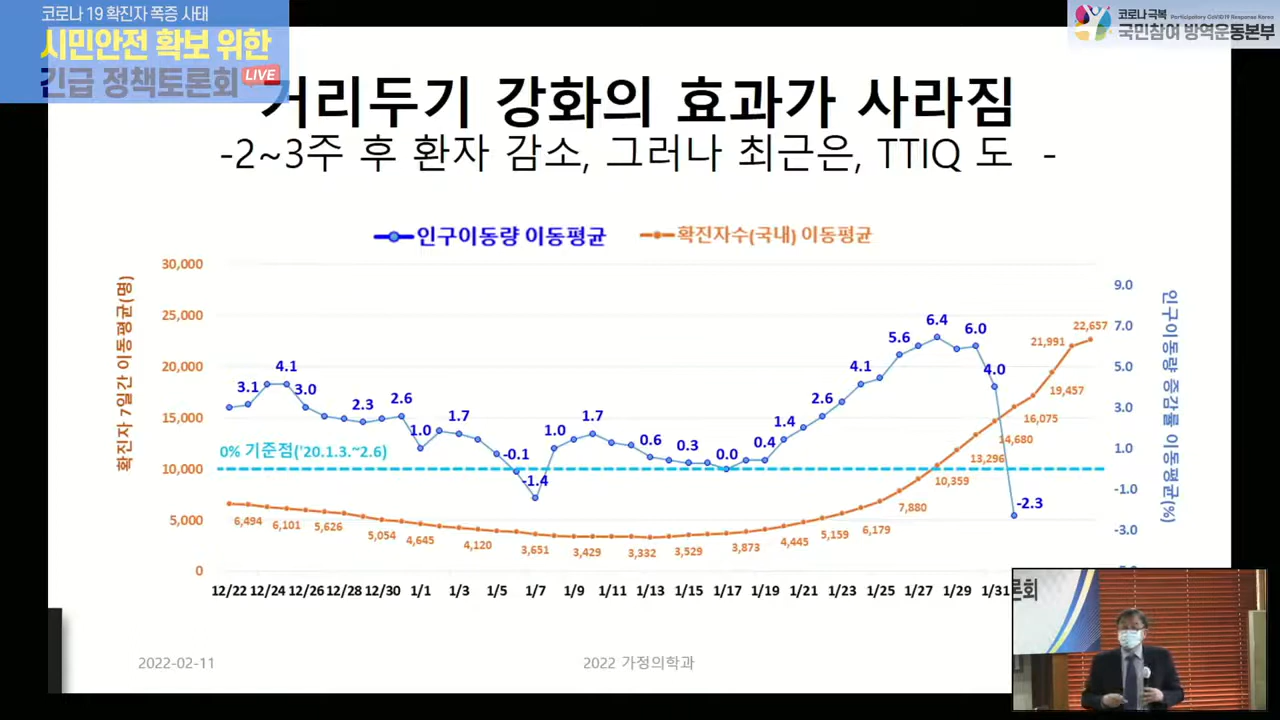 코로나 19 확진자 폭증 사태
시민안전 확보 위한
긴급 정책토론회 LIVE
코로나 극복 Participatory CoVID19 Response Korea
국민참여 방역운동본부
거리두기 강화의 효과가 사라짐
-2~3주 후 환자 감소, 그러나 최근은, TTIQ 도 -
인구이동량 이동평균 확진자수(국내) 이동평균
확진자 7일간 이동평균(명)
30,000
25,000
20,000
15,000
10,000
5,000
0
0% 기준점('20.1.3.~2.6)
3.1 4.1 3.0 2.3 2.6 1.0 1.7 -0.1 -1.4 1.0 1.7 0.6 0.3 0.0 0.4 1.4 2.6 4.1 5.6 6.4 6.0 4.0 -2.3
6,494 6,101 5,626 5,054 4,645 4,120 3,651 3,429 3,332 3,529 3,873 4,445 5,159 6,179 7,880 10,359 13,296 14,680 16,075 19,457 21,991 22,657
9.0
7.0
5.0
3.0
1.0
-1.0
-3.0
인구이동량 증감률 이동평균(%)
12/22 12/24 12/26 12/28 12/30 1/1 1/3 1/5 1/7 1/9 1/11 1/13 1/15 1/17 1/19 1/21 1/23 1/25 1/27 1/29 1/31
론회
2022-02-11 2022 가정의학과